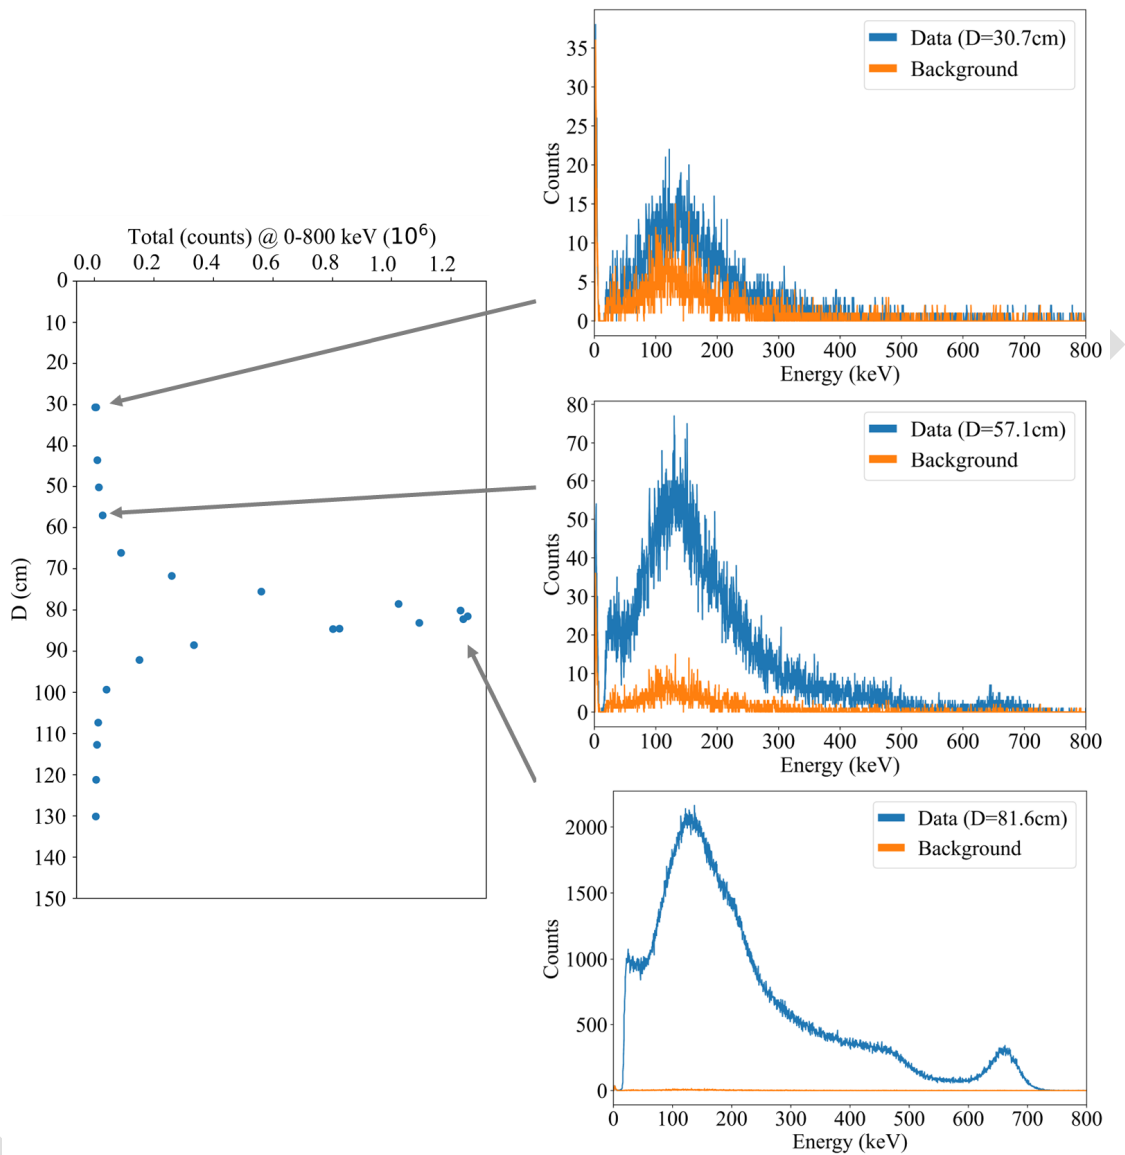 Total (counts) @ 0-800 keV (10⁶)
0.0 0.2 0.4 0.6 0.8 1.0 1.2
0
10
20
30
40
50
60
70
80
90
100
110
120
130
140
150
D (cm)
Data (D=30.7cm)
Background
35
30
25
20
15
10
5
0
Counts
0 100 200 300 400 500 600 700 800
Energy (keV)
Data (D=57.1cm)
Background
80
70
60
50
40
30
20
10
0
Counts
0 100 200 300 400 500 600 700 800
Energy (keV)
Data (D=81.6cm)
Background
2000
1500
1000
500
0
Counts
0 100 200 300 400 500 600 700 800
Energy (keV)